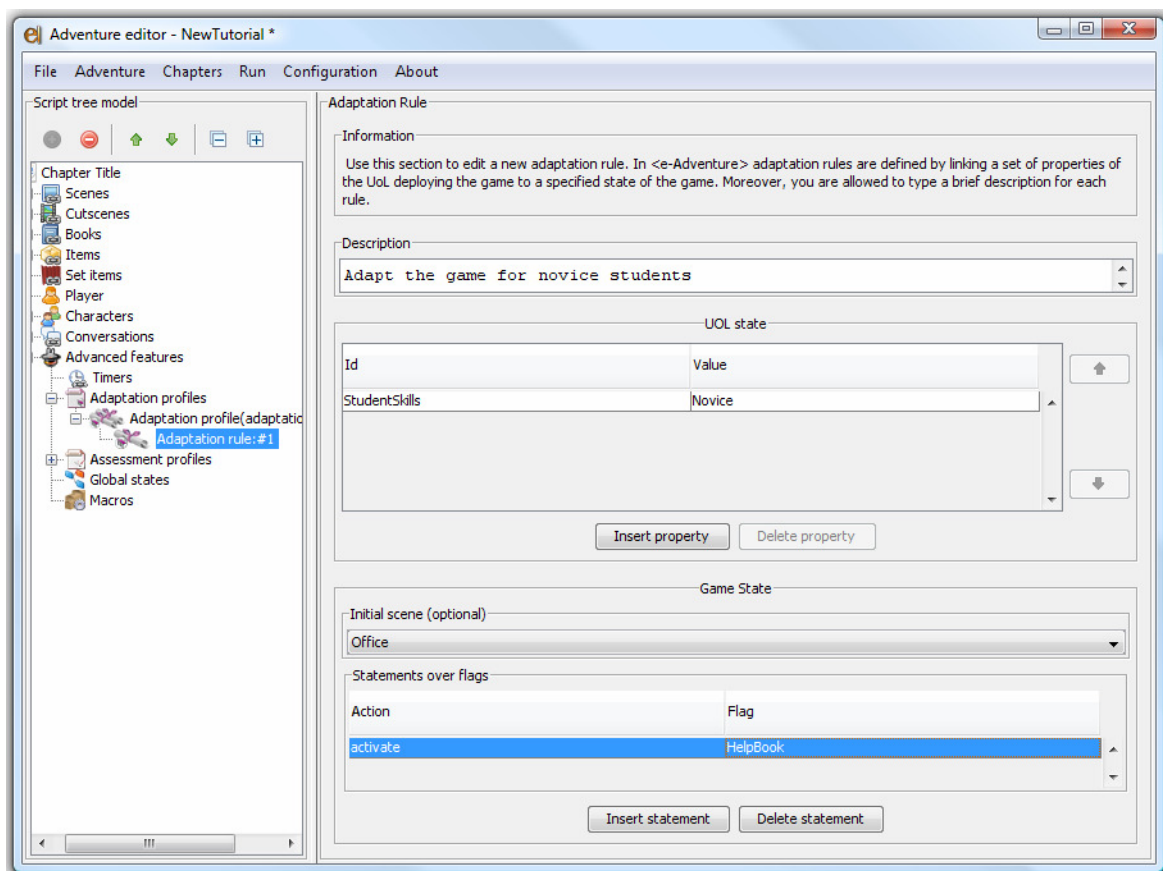 Adventure editor - NewTutorial *
File Adventure Chapters Run Configuration About
Script tree model
Chapter Title
Scenes
Cutscenes
Books
Items
Set items
Player
Characters
Conversations
Advanced features
Timers
Adaptation profiles
Adaptation profile(adaptatio
Adaptation rule:#1
Assessment profiles
Global states
Macros
Adaptation Rule
Information
Use this section to edit a new adaptation rule. In <e-Adventure> adaptation rules are defined by linking a set of properties of
the UoL deploying the game to a specified state of the game. Moreover, you are allowed to type a brief description for each
rule.
Description
Adapt the game for novice students
UOL state
Id Value
StudentSkills Novice
Insert property Delete property
Game State
Initial scene (optional)
Office
Statements over flags
Action Flag
activate HelpBook
Insert statement Delete statement